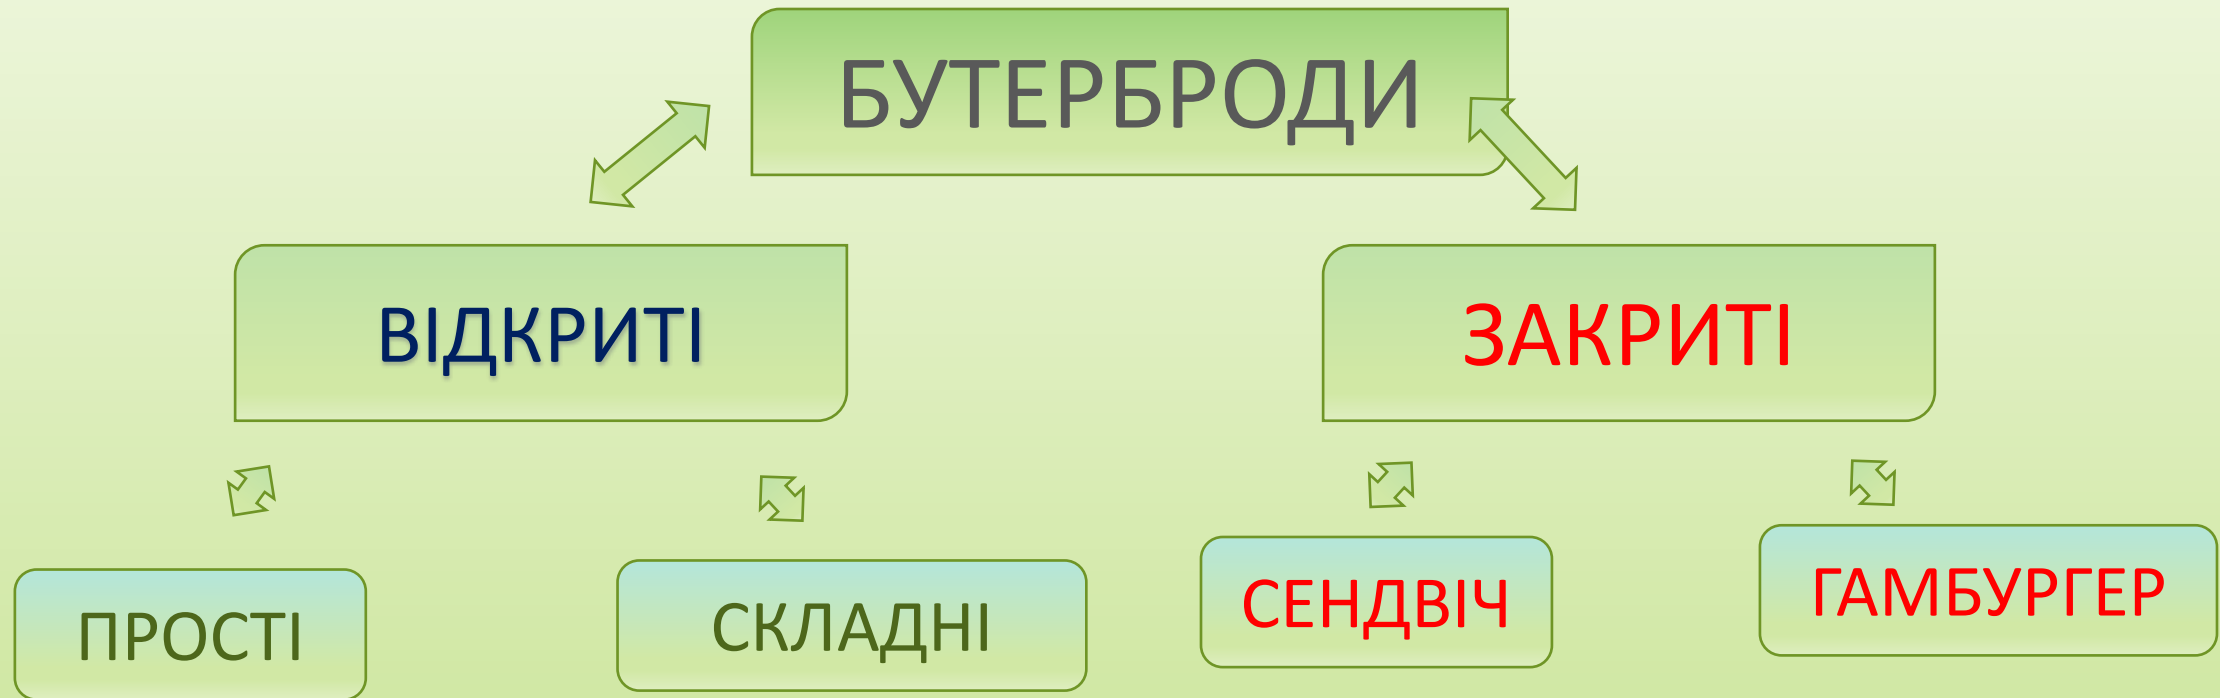 БУТЕРБРОДИ
ВІДКРИТІ
ЗАКРИТІ
ПРОСТІ
СКЛАДНІ
СЕНДВІЧ
ГАМБУРГЕР